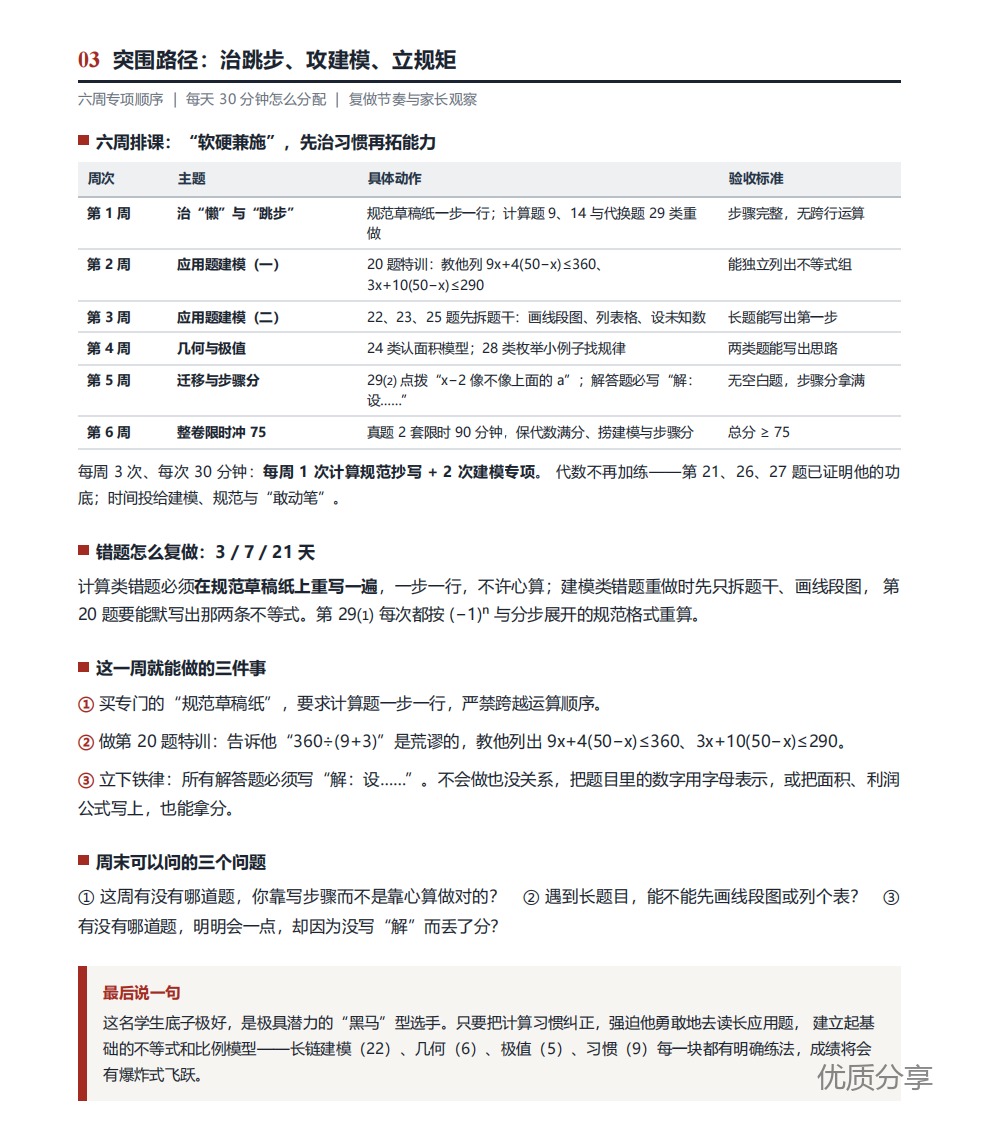 03 突围路径：治跳步、攻建模、立规矩
六周专项顺序 | 每天 30 分钟怎么分配 | 复做节奏与家长观察
六周排课：“软硬兼施”，先治习惯再拓能力
周次 主题 具体动作 验收标准
第 1 周 治“懒”与“跳步” 规范草稿纸一步一行；计算题 9、14 与代换题 29 类重 步骤完整，无跨行运算
做
第 2 周 应用题建模（一） 20 题特训：教他列 9x+4(50−x)≤360、 能独立列出不等式组
3x+10(50−x)≤290
第 3 周 应用题建模（二） 22、23、25 题先拆题干：画线段图、列表格、设未知数 长题能写出第一步
第 4 周 几何与极值 24 类认面积模型；28 类枚举小例子找规律 两类题能写出思路
第 5 周 迁移与步骤分 29⑵ 点拨“x−2 像不像上面的 a”；解答题必写“解： 无空白题，步骤分拿满
设……”
第 6 周 整卷限时冲 75 真题 2 套限时 90 分钟，保代数满分、捞建模与步骤分 总分 ≥ 75
每周 3 次、每次 30 分钟：每周 1 次计算规范抄写 + 2 次建模专项。 代数不再加练——第 21、26、27 题已证明他的功
底；时间投给建模、规范与“敢动笔”。
错题怎么复做：3 / 7 / 21 天
计算类错题必须在规范草稿纸上重写一遍，一步一行，不许心算；建模类错题重做时先只拆题干、画线段图， 第
20 题要能默写出那两条不等式。第 29⑴ 每次都按 (−1)ⁿ 与分步展开的规范格式重算。
这一周就能做的三件事
① 买专门的“规范草稿纸”，要求计算题一步一行，严禁跨越运算顺序。
② 做第 20 题特训：告诉他“360÷(9+3)”是荒谬的，教他列出 9x+4(50−x)≤360、3x+10(50−x)≤290。
③ 立下铁律：所有解答题必须写“解：设……”。不会做也没关系，把题目里的数字用字母表示，或把面积、利润
公式写上，也能拿分。
周末可以问的三个问题
① 这周有没有哪道题，你靠写步骤而不是靠心算做对的？ ② 遇到长题目，能不能先画线段图或列个表？ ③
有没有哪道题，明明会一点，却因为没写“解”而丢了分？
最后说一句
这名学生底子极好，是极具潜力的“黑马”型选手。只要把计算习惯纠正，强迫他勇敢地去读长应用题， 建立起基
础的不等式和比例模型——长链建模（22）、几何（6）、极值（5）、习惯（9）每一块都有明确练法，成绩将会
有爆炸式飞跃。
优质分享